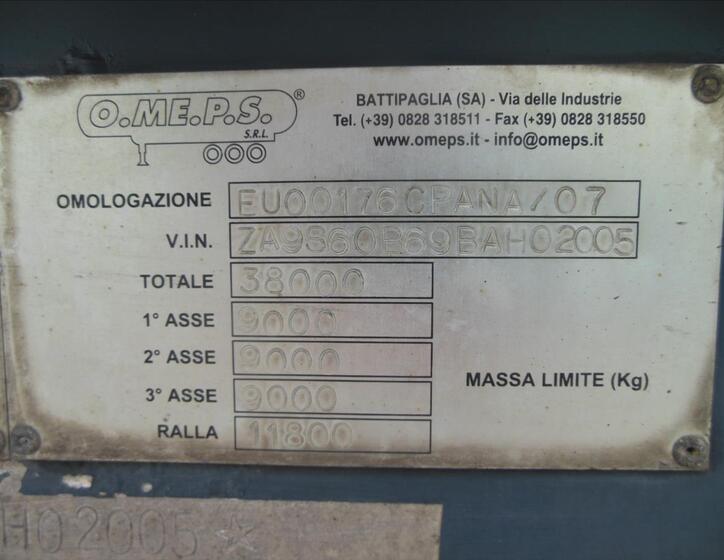 O.ME.P.S.®
S.R.L.
BATTIPAGLIA (SA) - Via delle Industrie
Tel. (+39) 0828 318511 - Fax (+39) 0828 318550
www.omeps.it - info@omeps.it
OMOLOGAZIONE EU00176CPANA/07
V.I.N. ZA9S60R69BAH02005
TOTALE 38000
1° ASSE 9000
2° ASSE 9000
3° ASSE 9000
MASSA LIMITE (Kg)
RALLA 11800
H02005